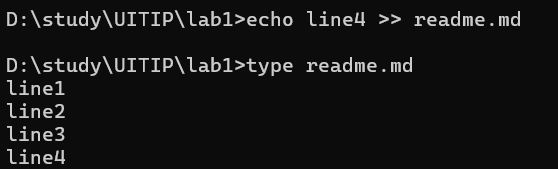 D:\study\UITIP\lab1>echo line4 >> readme.md
D:\study\UITIP\lab1>type readme.md
line1
line2
line3
line4